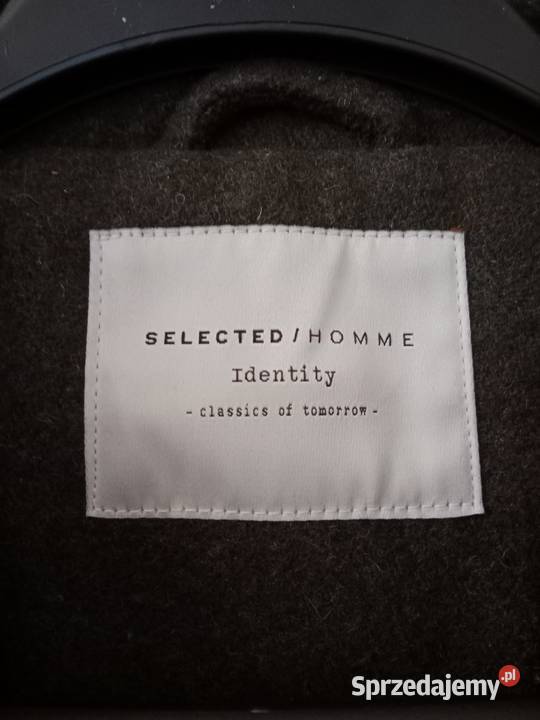 SELECTED / HOMME
Identity
- classics of tomorrow -
Sprzedajemy.pl